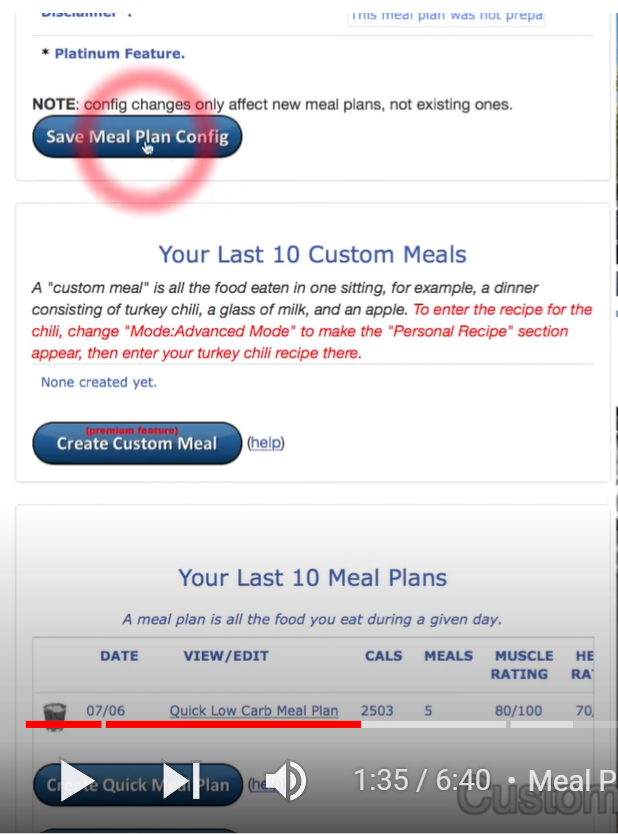 Disclaimer*:
This meal plan was not prepa
* Platinum Feature.
NOTE: config changes only affect new meal plans, not existing ones.
Save Meal Plan Config
Your Last 10 Custom Meals
A "custom meal" is all the food eaten in one sitting, for example, a dinner
consisting of turkey chili, a glass of milk, and an apple. To enter the recipe for the
chili, change "Mode:Advanced Mode" to make the "Personal Recipe" section
appear, then enter your turkey chili recipe there.
None created yet.
(premium feature)
Create Custom Meal (help)
Your Last 10 Meal Plans
A meal plan is all the food you eat during a given day.
DATE VIEW/EDIT CALS MEALS MUSCLE HE
RATING RA
07/06 Quick Low Carb Meal Plan 2503 5 80/100 70,
Create Quick Meal Plan (he
1:35 / 6:40 • Meal P
Custom